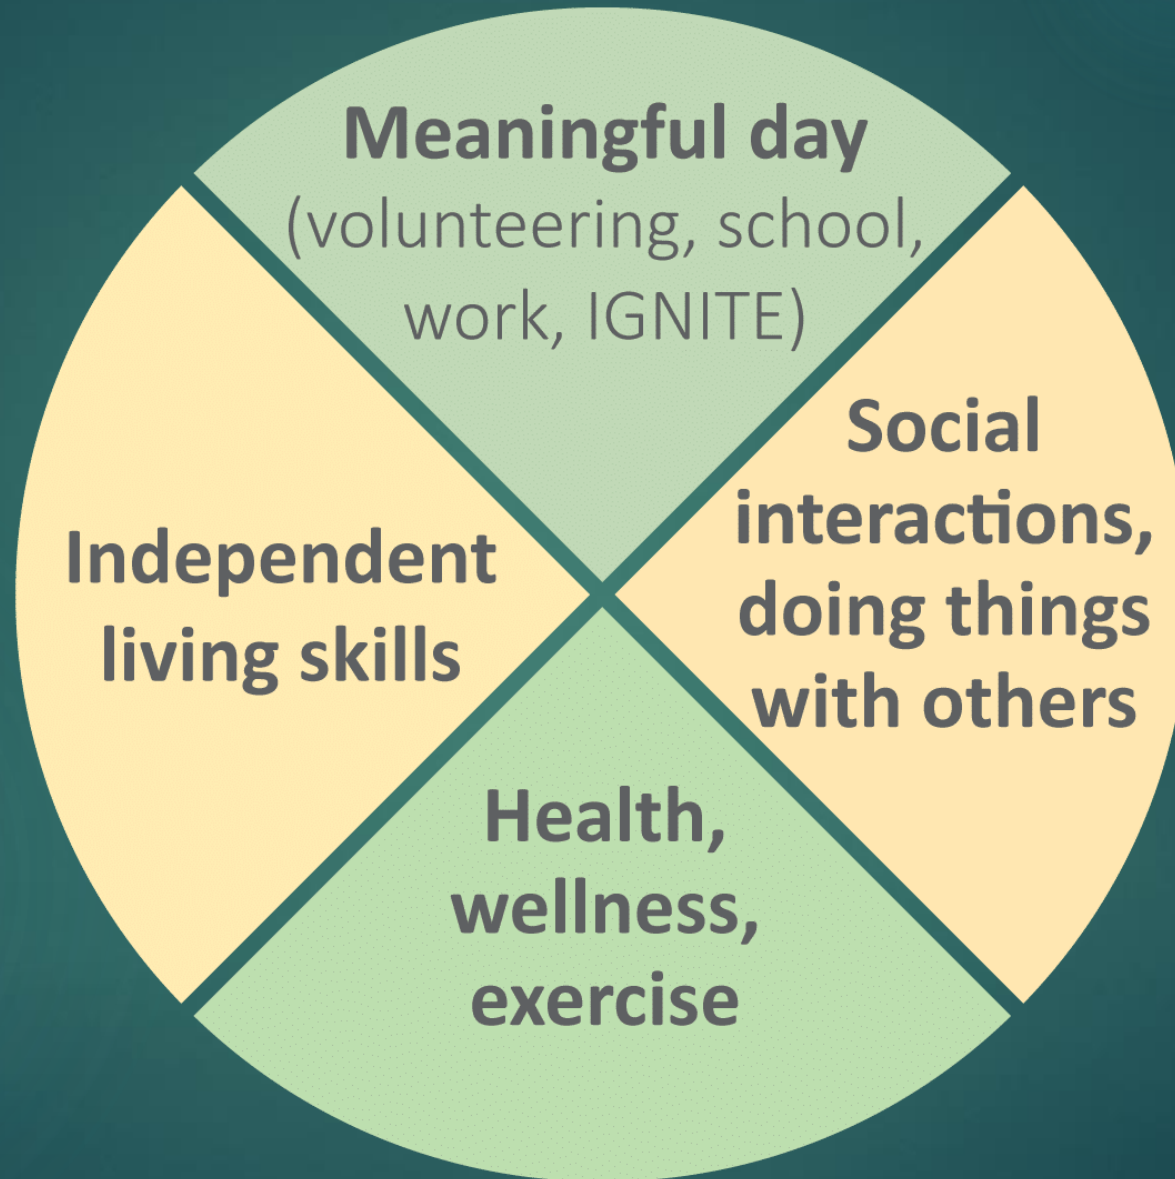 Meaningful day
(volunteering, school,
work, IGNITE)
Social
interactions,
doing things
with others
Health,
wellness,
exercise
Independent
living skills